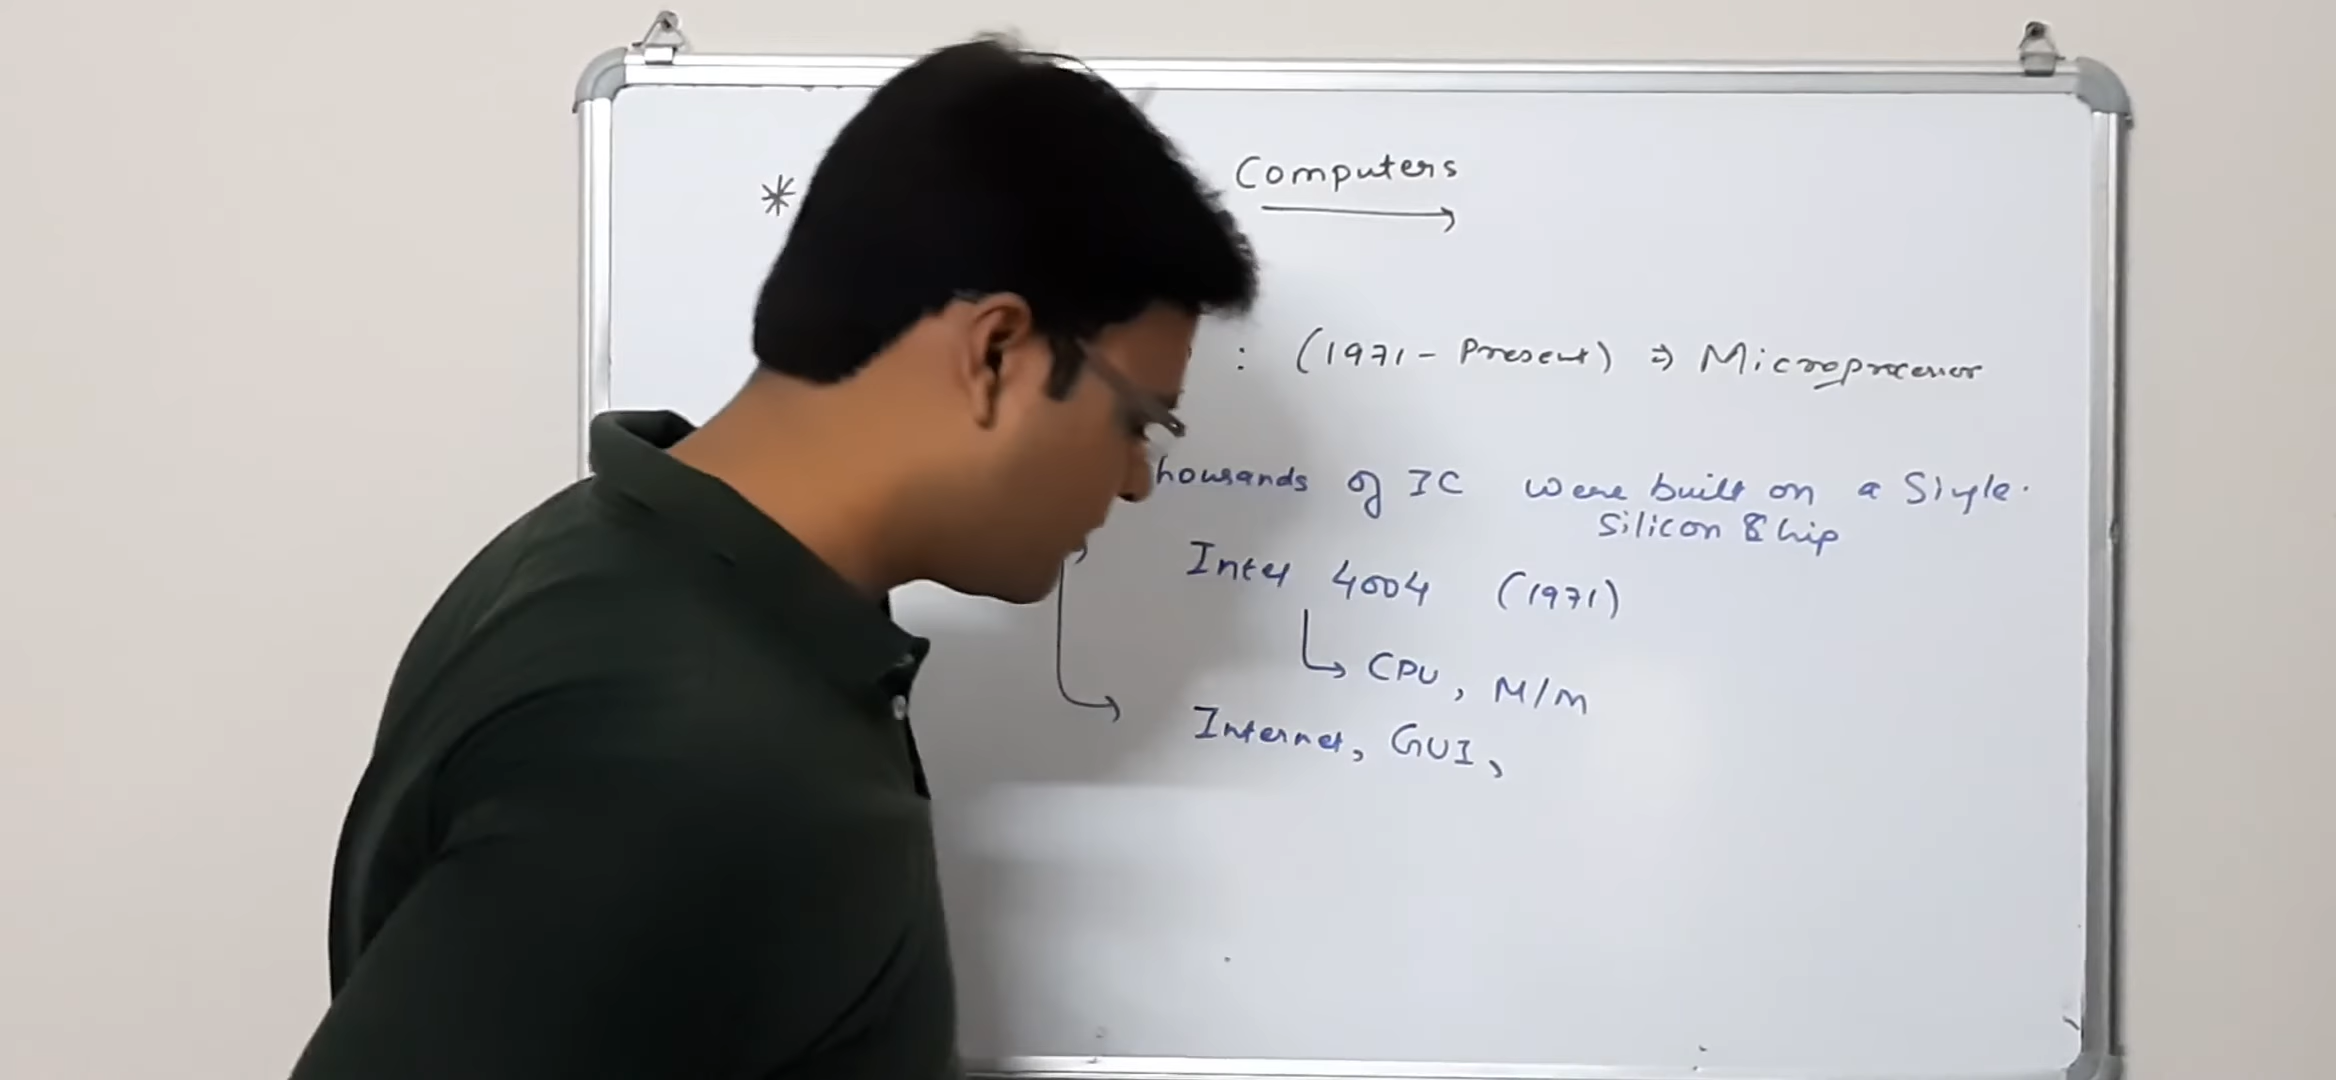 * Computers
: (1971 - Present) ⇒ Microprocessor
housands of IC were built on a Single
Silicon Chip
Intel 4004 (1971)
CPU, M/m
Internet, GUI,